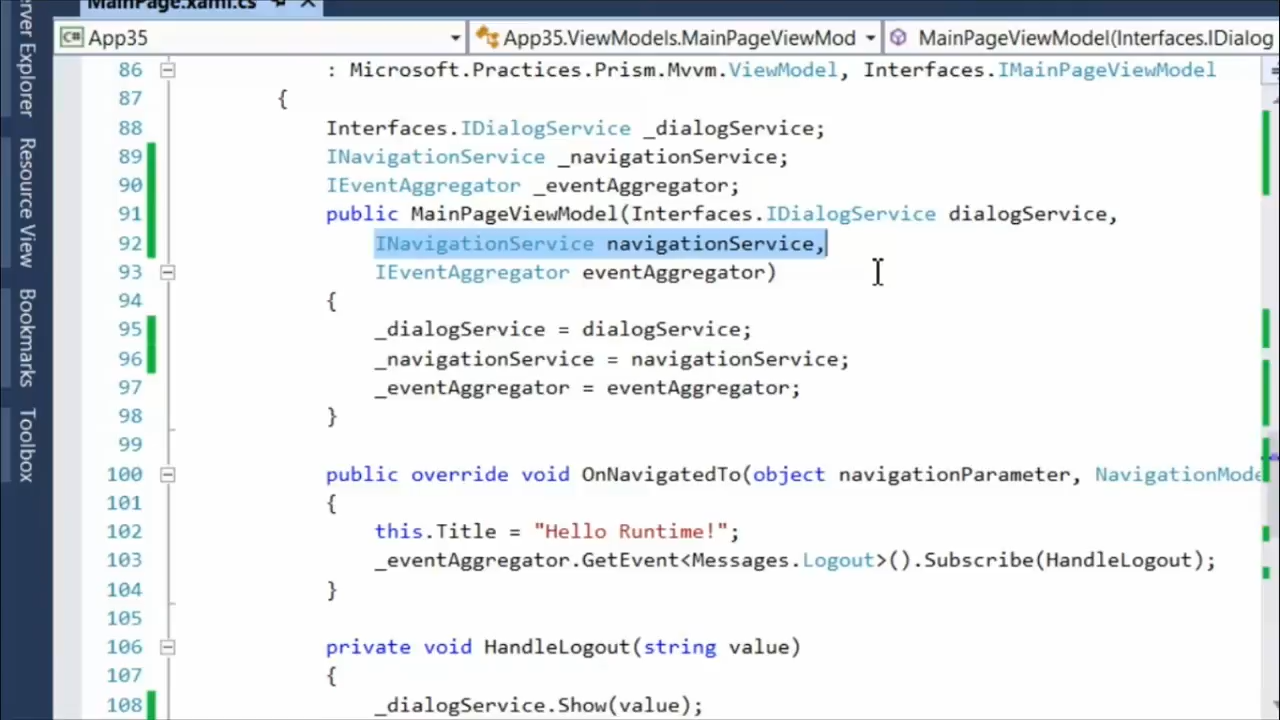 MainPage.xaml.cs
C# App35
App35.ViewModels.MainPageViewMod
MainPageViewModel(Interfaces.IDialog
Server Explorer
Resource View
Bookmarks
Toolbox
86 : Microsoft.Practices.Prism.Mvvm.ViewModel, Interfaces.IMainPageViewModel
87 {
88 Interfaces.IDialogService _dialogService;
89 INavigationService _navigationService;
90 IEventAggregator _eventAggregator;
91 public MainPageViewModel(Interfaces.IDialogService dialogService,
92 INavigationService navigationService,
93 IEventAggregator eventAggregator)
94 {
95 _dialogService = dialogService;
96 _navigationService = navigationService;
97 _eventAggregator = eventAggregator;
98 }
99
100 public override void OnNavigatedTo(object navigationParameter, NavigationMode
101 {
102 this.Title = "Hello Runtime!";
103 _eventAggregator.GetEvent<Messages.Logout>().Subscribe(HandleLogout);
104 }
105
106 private void HandleLogout(string value)
107 {
108 _dialogService.Show(value);